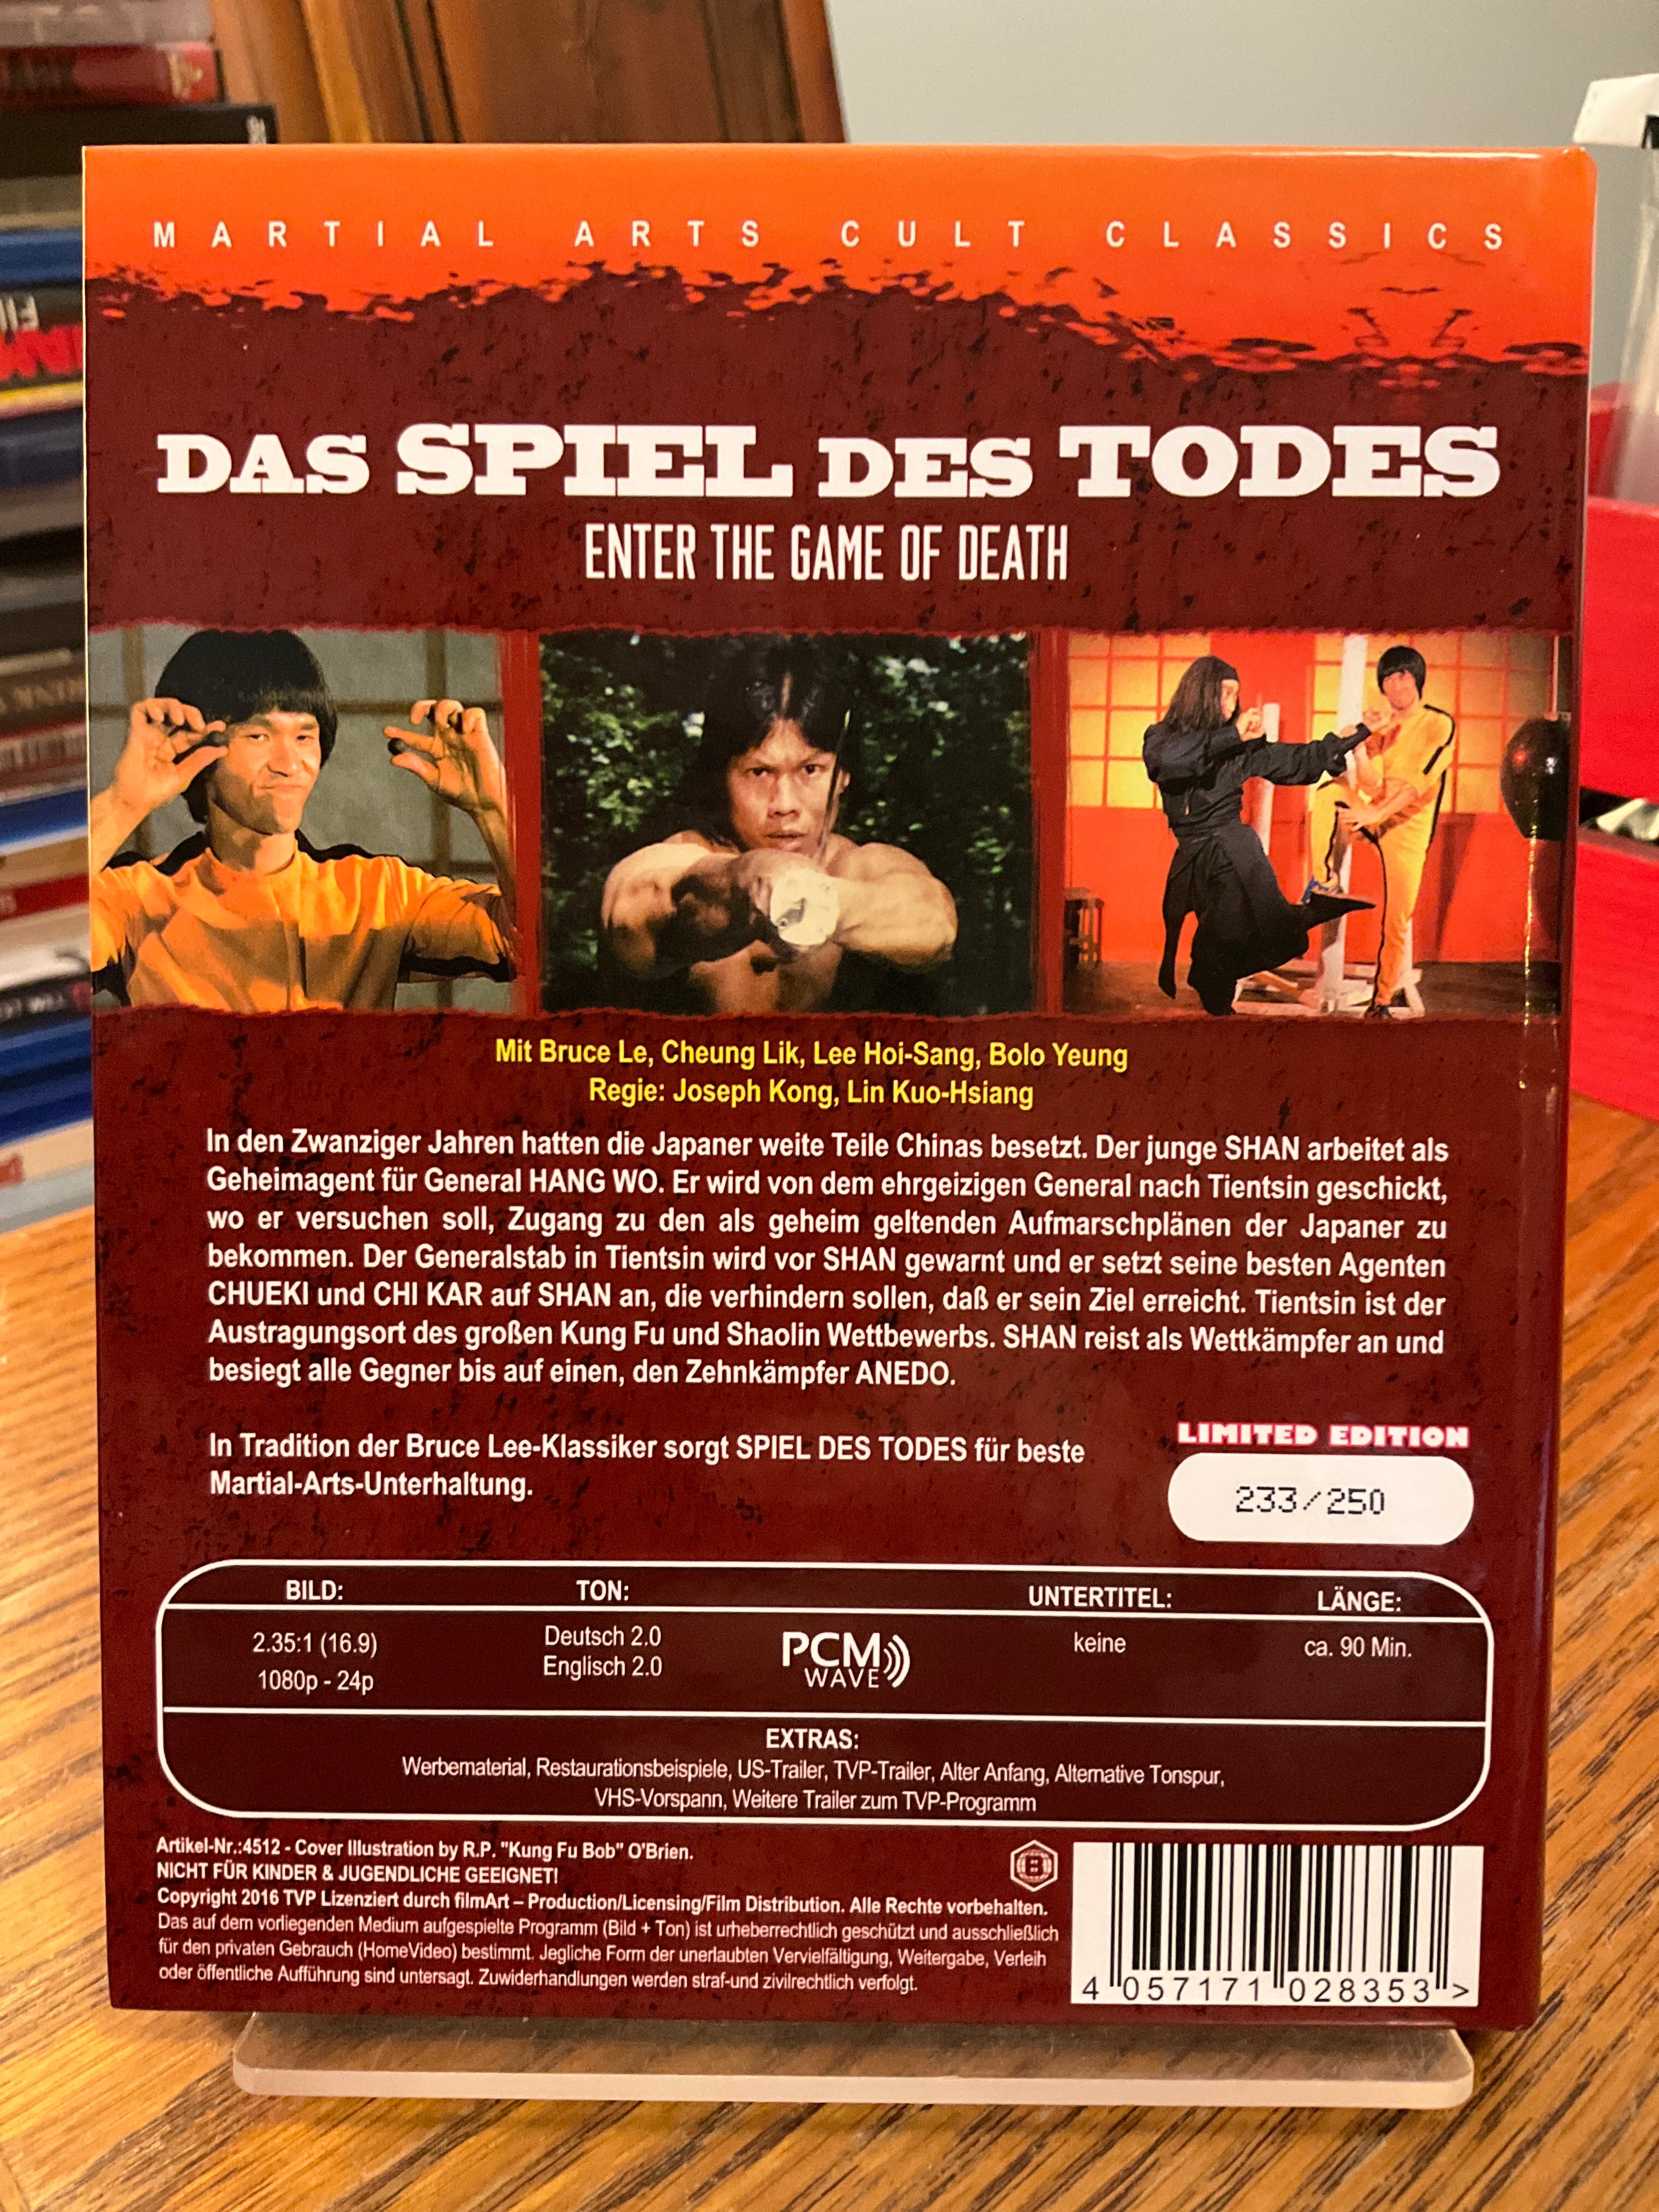 MARTIAL ARTS CULT CLASSICS
DAS SPIEL DES TODES
ENTER THE GAME OF DEATH
Mit Bruce Le, Cheung Lik, Lee Hoi-Sang, Bolo Yeung
Regie: Joseph Kong, Lin Kuo-Hsiang
In den Zwanziger Jahren hatten die Japaner weite Teile Chinas besetzt. Der junge SHAN arbeitet als
Geheimagent für General HANG WO. Er wird von dem ehrgeizigen General nach Tientsin geschickt,
wo er versuchen soll, Zugang zu den als geheim geltenden Aufmarschplänen der Japaner zu
bekommen. Der Generalstab in Tientsin wird vor SHAN gewarnt und er setzt seine besten Agenten
CHUEKI und CHI KAR auf SHAN an, die verhindern sollen, daß er sein Ziel erreicht. Tientsin ist der
Austragungsort des großen Kung Fu und Shaolin Wettbewerbs. SHAN reist als Wettkämpfer an und
besiegt alle Gegner bis auf einen, den Zehnkämpfer ANEDO.
In Tradition der Bruce Lee-Klassiker sorgt SPIEL DES TODES für beste
Martial-Arts-Unterhaltung.
LIMITED EDITION
233/250
BILD: TON: UNTERTITEL: LÄNGE:
2.35:1 (16.9) Deutsch 2.0 PCM keine ca. 90 Min.
1080p - 24p Englisch 2.0 WAVE
EXTRAS:
Werbematerial, Restaurationsbeispiele, US-Trailer, TVP-Trailer, Alter Anfang, Alternative Tonspur,
VHS-Vorspann, Weitere Trailer zum TVP-Programm
Artikel-Nr.:4512 - Cover Illustration by R.P. "Kung Fu Bob" O'Brien.
NICHT FÜR KINDER & JUGENDLICHE GEEIGNET!
Copyright 2016 TVP Lizenziert durch filmArt – Production/Licensing/Film Distribution. Alle Rechte vorbehalten.
Das auf dem vorliegenden Medium aufgespielte Programm (Bild + Ton) ist urheberrechtlich geschützt und ausschließlich
für den privaten Gebrauch (HomeVideo) bestimmt. Jegliche Form der unerlaubten Vervielfältigung, Weitergabe, Verleih
oder öffentliche Aufführung sind untersagt. Zuwiderhandlungen werden straf-und zivilrechtlich verfolgt.
B
4 057171 028353 >